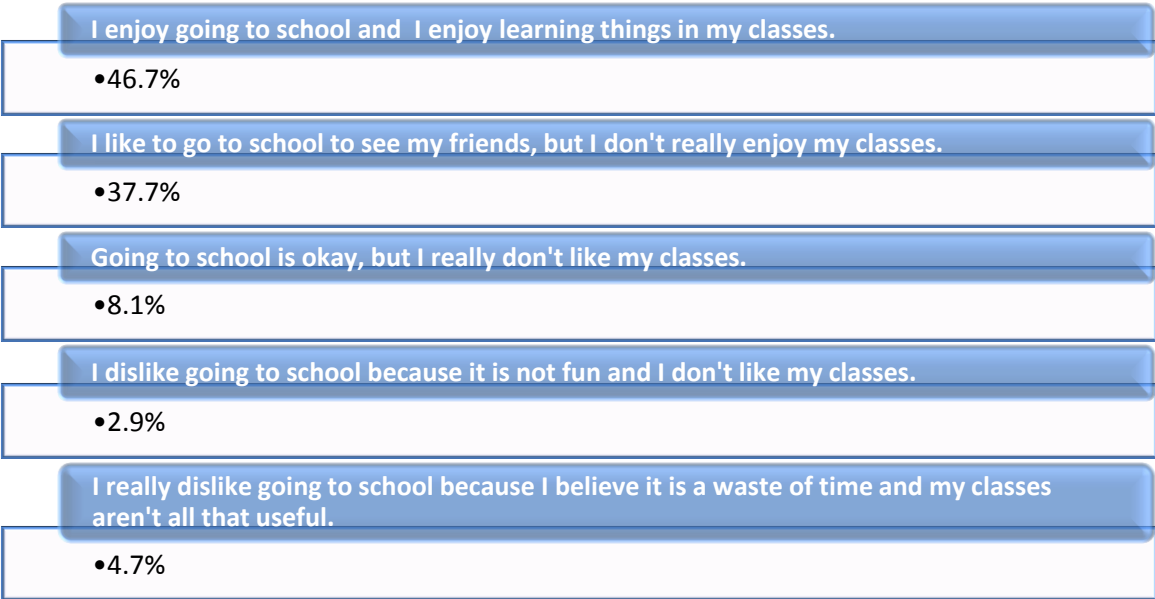 I enjoy going to school and  I enjoy learning things in my classes.
•46.7%
I like to go to school to see my friends, but I don't really enjoy my classes.
•37.7%
Going to school is okay, but I really don't like my classes.
•8.1%
I dislike going to school because it is not fun and I don't like my classes.
•2.9%
I really dislike going to school because I believe it is a waste of time and my classes
aren't all that useful.
•4.7%